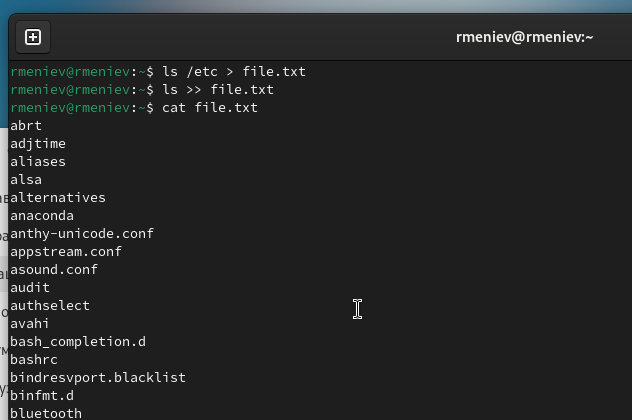 rmeniev@rmeniev:~
rmeniev@rmeniev:~$ ls /etc > file.txt
rmeniev@rmeniev:~$ ls >> file.txt
rmeniev@rmeniev:~$ cat file.txt
abrt
adjtime
aliases
alsa
alternatives
anaconda
anthy-unicode.conf
appstream.conf
asound.conf
audit
authselect
avahi
bash_completion.d
bashrc
bindresvport.blacklist
binfmt.d
bluetooth